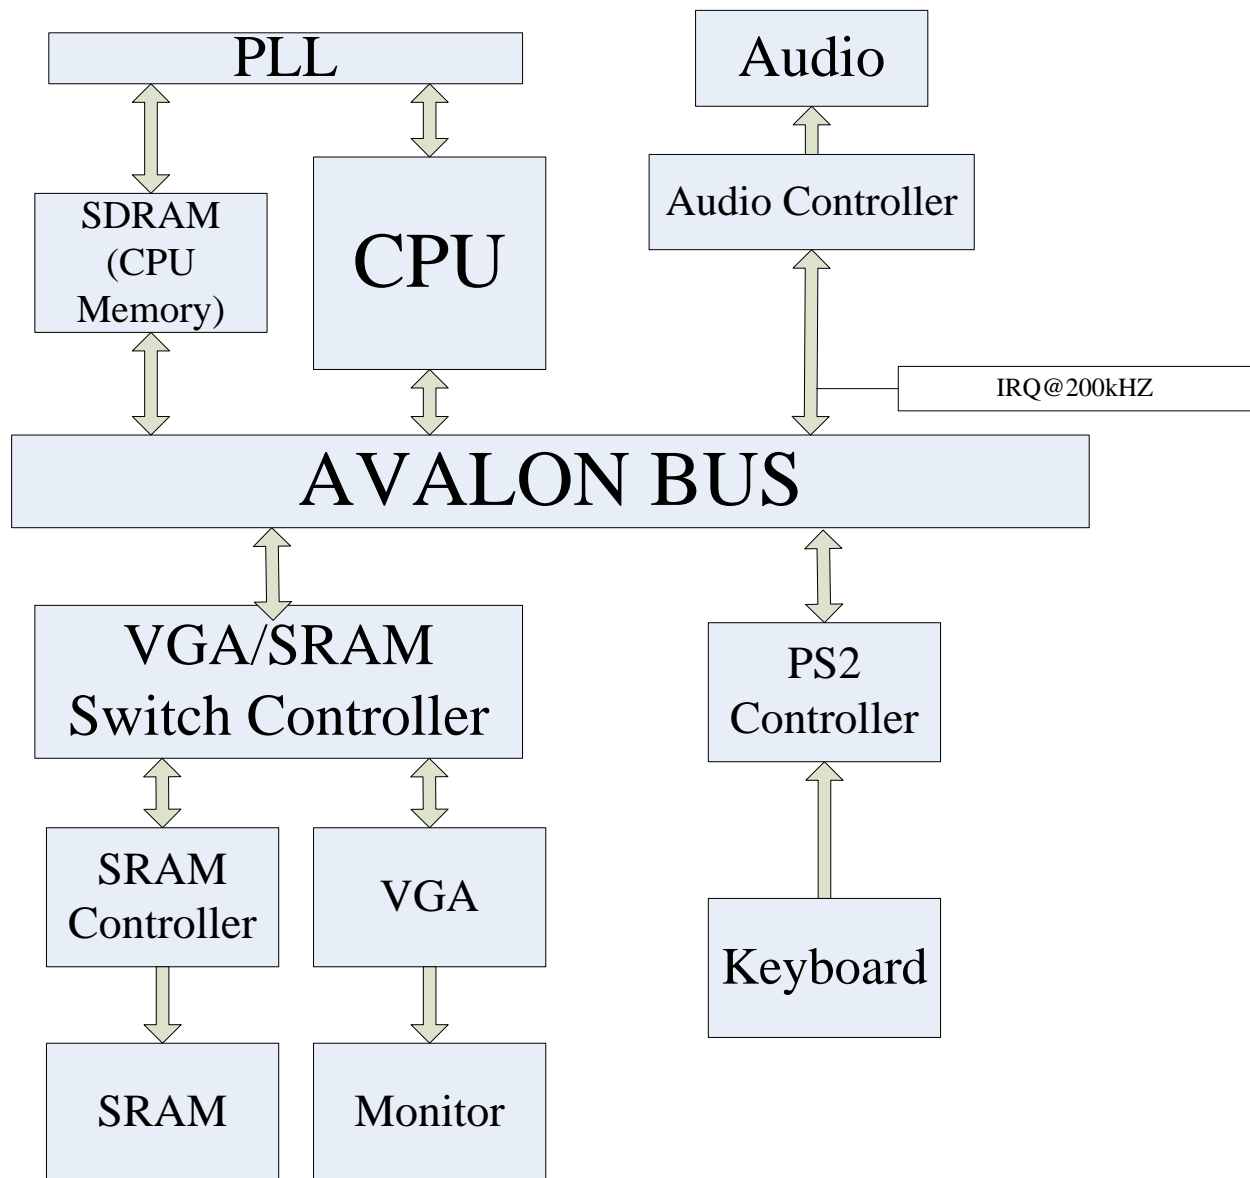 PLL
Audio
SDRAM
(CPU
Memory)
CPU
Audio Controller
IRQ@200kHZ
AVALON BUS
VGA/SRAM
Switch Controller
PS2
Controller
SRAM
Controller
VGA
Keyboard
SRAM
Monitor